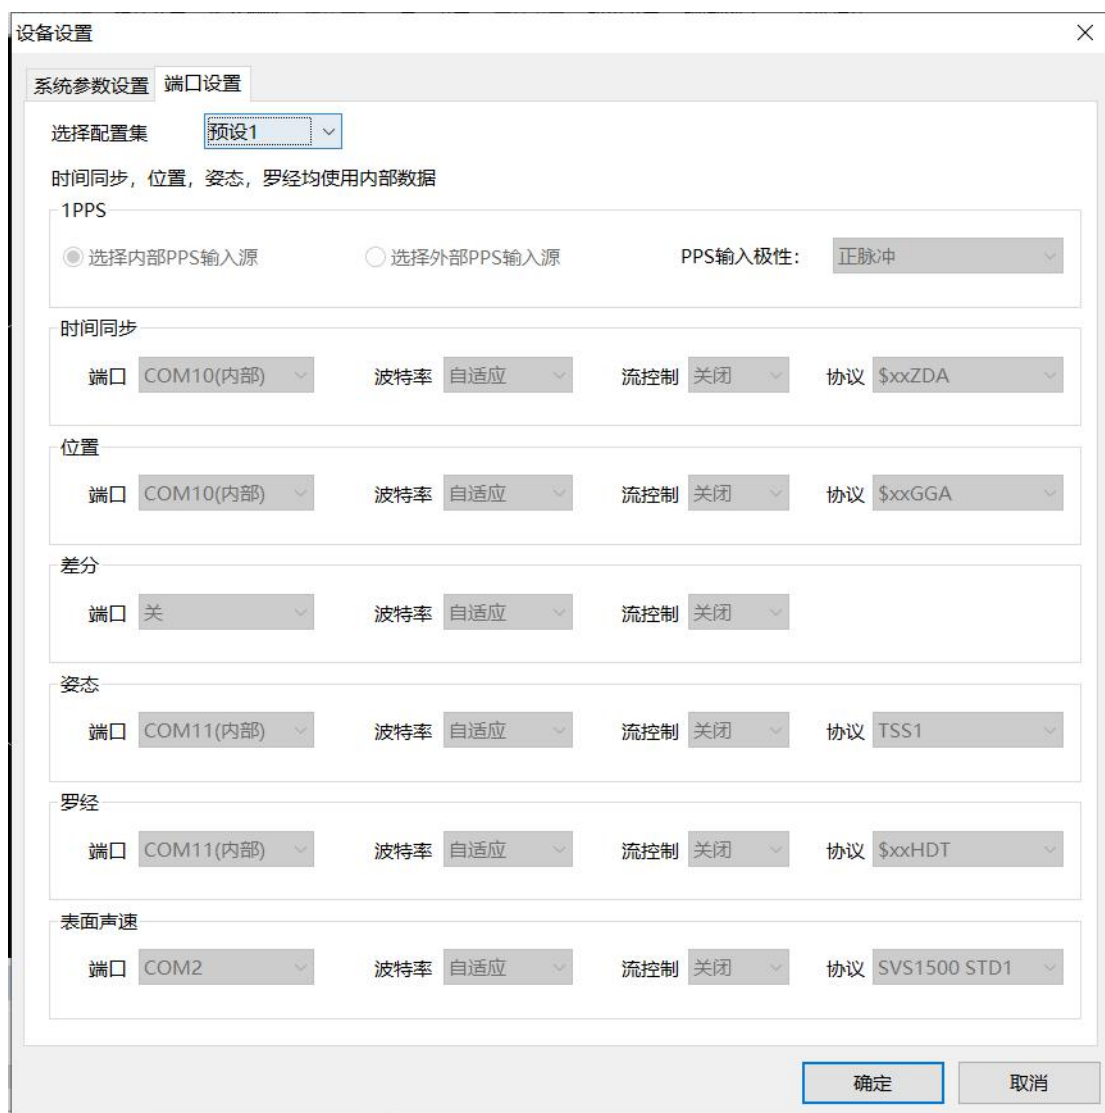 设备设置
系统参数设置 端口设置
选择配置集 预设1
时间同步，位置，姿态，罗经均使用内部数据
1PPS
选择内部PPS输入源 选择外部PPS输入源 PPS输入极性： 正脉冲
时间同步
端口 COM10(内部) 波特率 自适应 流控制 关闭 协议 $xxZDA
位置
端口 COM10(内部) 波特率 自适应 流控制 关闭 协议 $xxGGA
差分
端口 关 波特率 自适应 流控制 关闭
姿态
端口 COM11(内部) 波特率 自适应 流控制 关闭 协议 TSS1
罗经
端口 COM11(内部) 波特率 自适应 流控制 关闭 协议 $xxHDT
表面声速
端口 COM2 波特率 自适应 流控制 关闭 协议 SVS1500 STD1
确定 取消